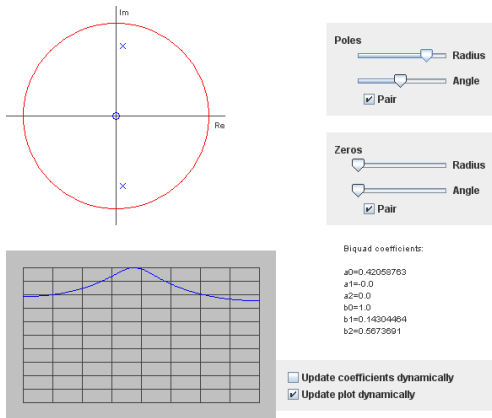 Im
Re
Poles
Radius
Angle
Pair
Zeros
Radius
Angle
Pair
Biquad coefficients:
a0=0.42058763
a1=-0.0
a2=0.0
b0=1.0
b1=0.14304464
b2=0.5673691
Update coefficients dynamically
Update plot dynamically